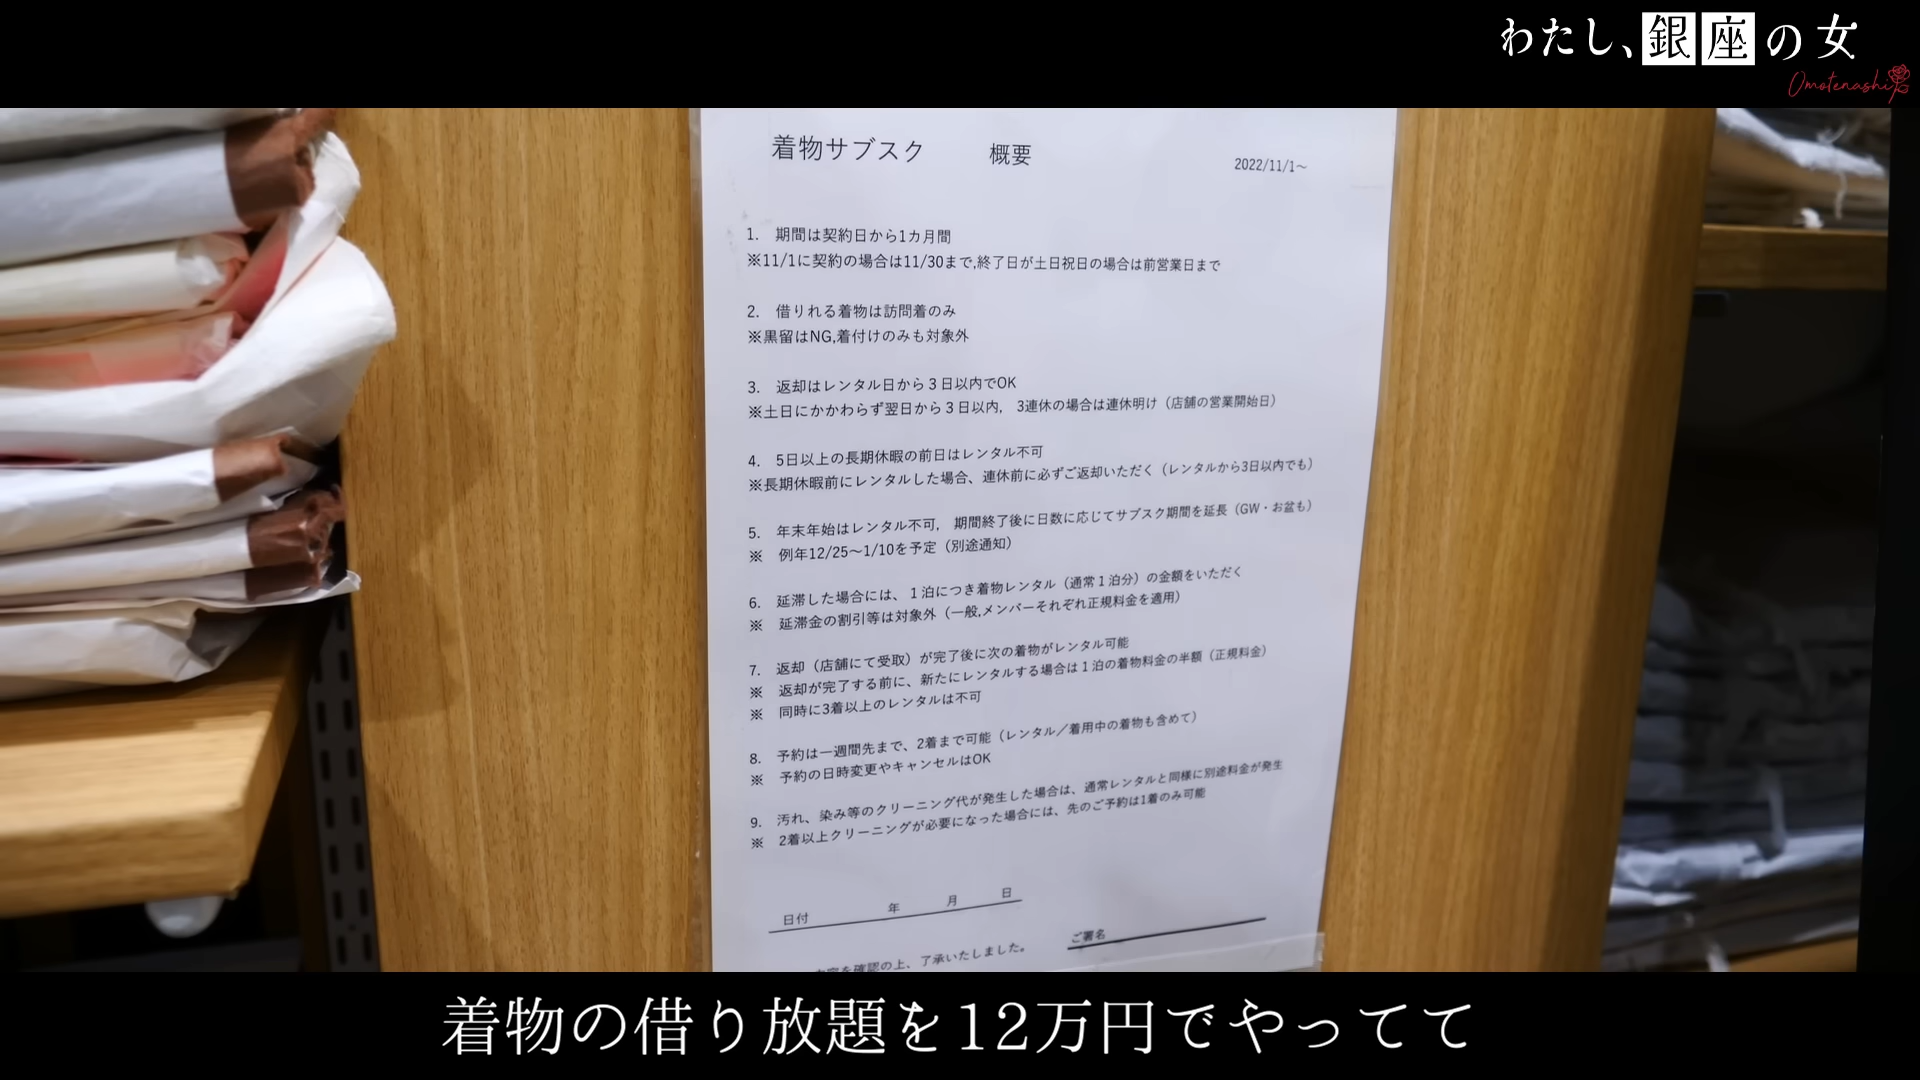 わたし、銀座の女
Omotenashi
着物サブスク 概要
2022/11/1～
1. 期間は契約日から1カ月間
※11/1に契約の場合は11/30まで,終了日が土日祝日の場合は前営業日まで
2. 借りれる着物は訪問着のみ
※黒留はNG,着付けのみも対象外
3. 返却はレンタル日から３日以内でOK
※土日にかかわらず翌日から３日以内, 3連休の場合は連休明け（店舗の営業開始日）
4. 5日以上の長期休暇の前日はレンタル不可
※長期休暇前にレンタルした場合、連休前に必ずご返却いただく（レンタルから3日以内でも）
5. 年末年始はレンタル不可, 期間終了後に日数に応じてサブスク期間を延長（GW・お盆も）
※ 例年12/25～1/10を予定（別途通知）
6. 延滞した場合には、１泊につき着物レンタル（通常１泊分）の金額をいただく
※ 延滞金の割引等は対象外（一般,メンバーそれぞれ正規料金を適用）
7. 返却（店舗にて受取）が完了後に次の着物がレンタル可能
※ 返却が完了する前に、新たにレンタルする場合は１泊の着物料金の半額（正規料金）
※ 同時に3着以上のレンタルは不可
8. 予約は一週間先まで、2着まで可能（レンタル／着用中の着物も含めて）
※ 予約の日時変更やキャンセルはOK
9. 汚れ、染み等のクリーニング代が発生した場合は、通常レンタルと同様に別途料金が発生
※ 2着以上クリーニングが必要になった場合には、先のご予約は1着のみ可能
日付 年 月 日
ご署名
を確認の上、了承いたしました。
着物の借り放題を12万円でやってて